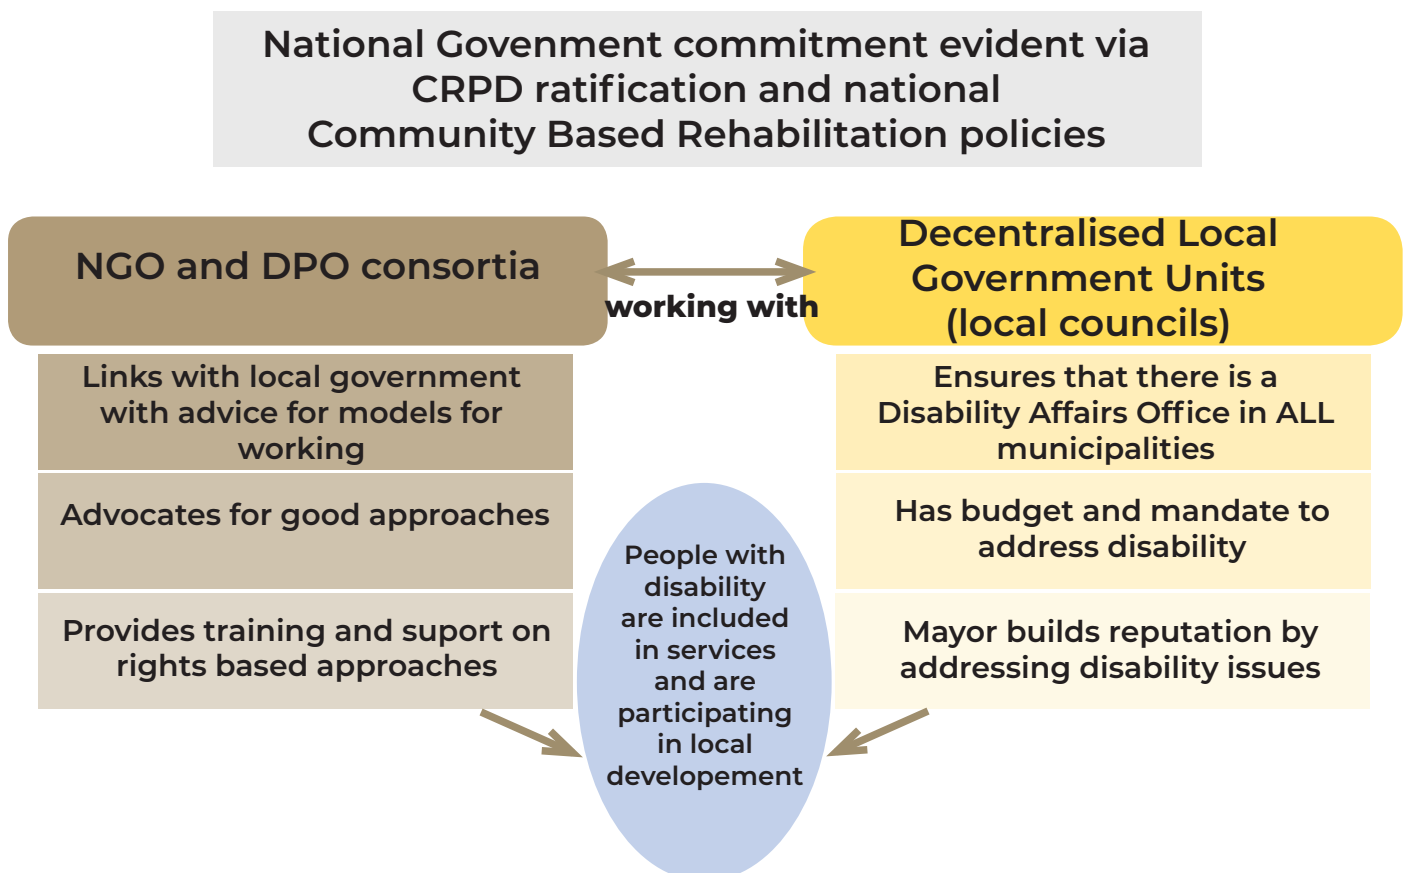 National Govenment commitment evident via
CRPD ratification and national
Community Based Rehabilitation policies
NGO and DPO consortia
working with
Decentralised Local
Government Units
(local councils)
Links with local government
with advice for models for
working
Advocates for good approaches
Provides training and suport on
rights based approaches
Ensures that there is a
Disability Affairs Office in ALL
municipalities
Has budget and mandate to
address disability
Mayor builds reputation by
addressing disability issues
People with
disability
are included
in services
and are
participating
in local
developement